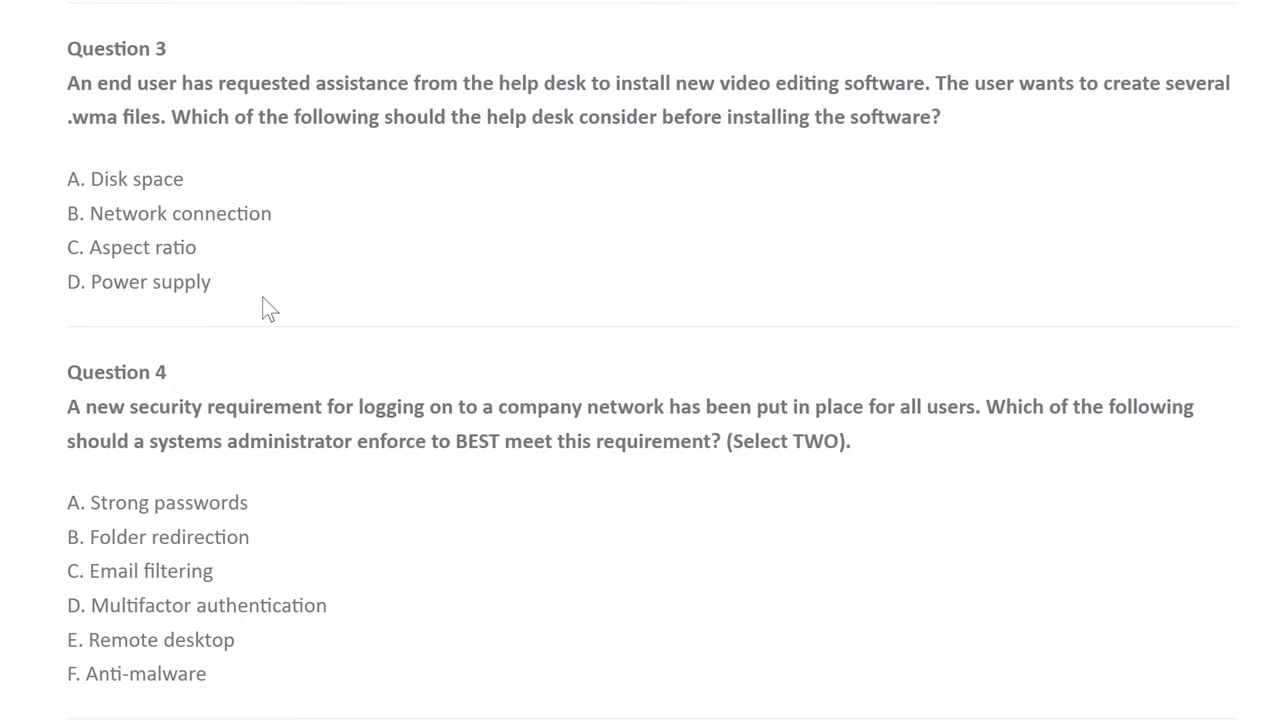 Question 3
An end user has requested assistance from the help desk to install new video editing software. The user wants to create several
.wma files. Which of the following should the help desk consider before installing the software?
A. Disk space
B. Network connection
C. Aspect ratio
D. Power supply
Question 4
A new security requirement for logging on to a company network has been put in place for all users. Which of the following
should a systems administrator enforce to BEST meet this requirement? (Select TWO).
A. Strong passwords
B. Folder redirection
C. Email filtering
D. Multifactor authentication
E. Remote desktop
F. Anti-malware